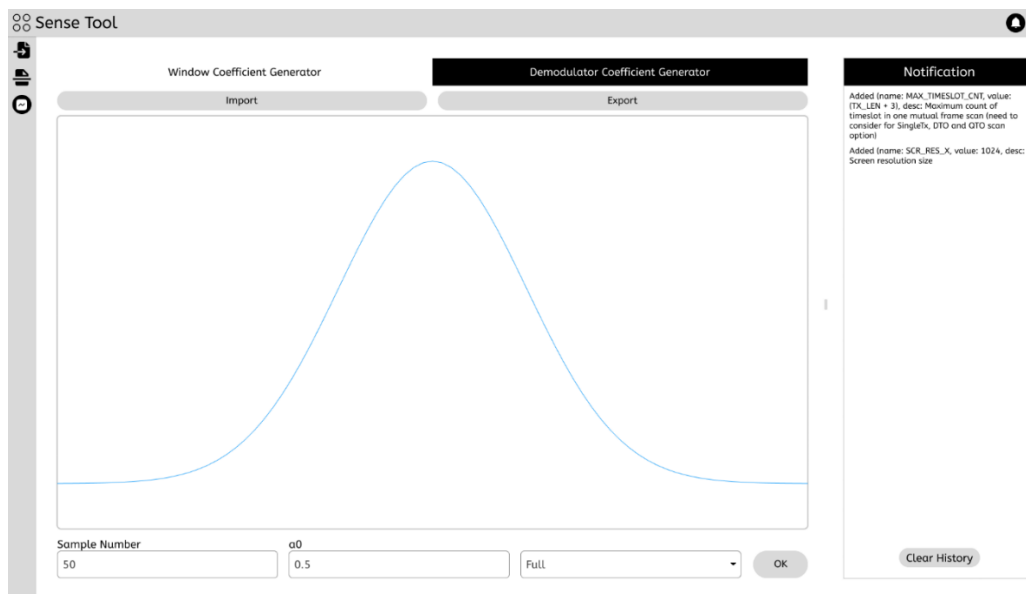 Sense Tool
Window Coefficient Generator
Demodulator Coefficient Generator
Import
Export
Sample Number
50
a0
0.5
Full
OK
Notification
Added (name: MAX_TIMESLOT_CNT, value:
(TX_LEN + 3), desc: Maximum count of
timeslot in one mutual frame scan (need to
consider for SingleTx, DTO and QTO scan
option)
Added (name: SCR_RES_X, value: 1024, desc:
Screen resolution size
Clear History